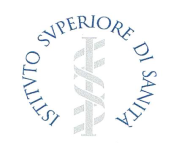 ISTITVTO SVPERIORE DI SANITÀ